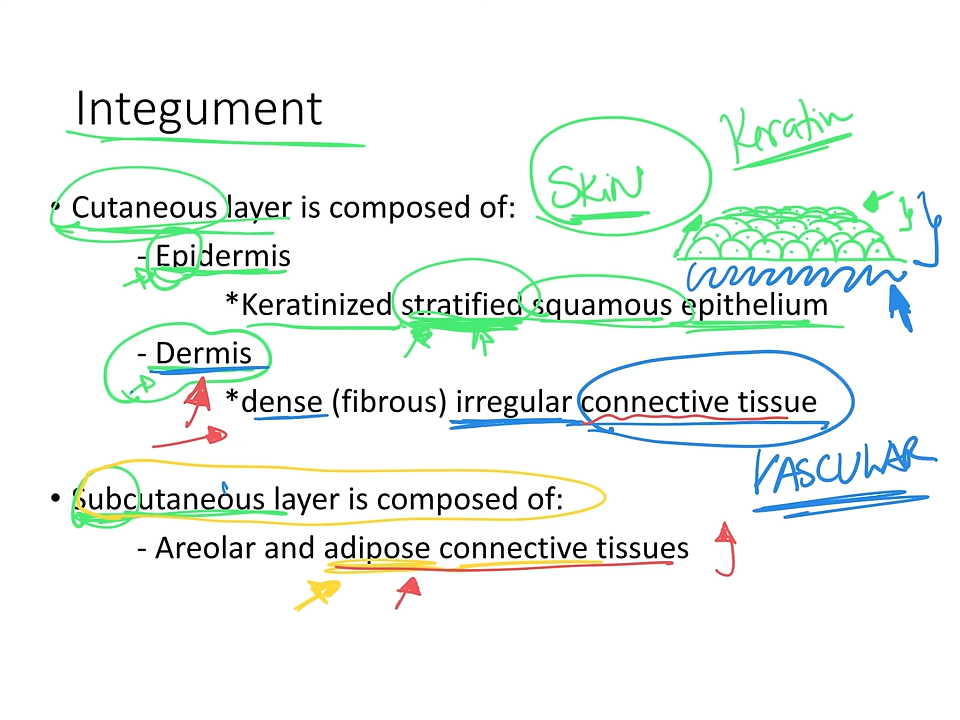 Integument
Keratin
SKIN
• Cutaneous layer is composed of:
- Epidermis
*Keratinized stratified squamous epithelium
- Dermis
*dense (fibrous) irregular connective tissue
VASCULAR
• Subcutaneous layer is composed of:
- Areolar and adipose connective tissues